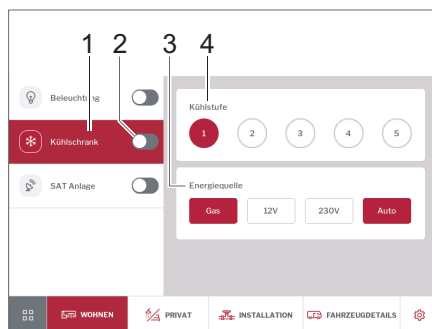 1 2 3 4
Beleuchtung
Kühlstufe
Kühlschrank
1 2 3 4 5
SAT Anlage
Energiequelle
Gas 12V 230V Auto
WOHNEN PRIVAT INSTALLATION FAHRZEUGDETAILS